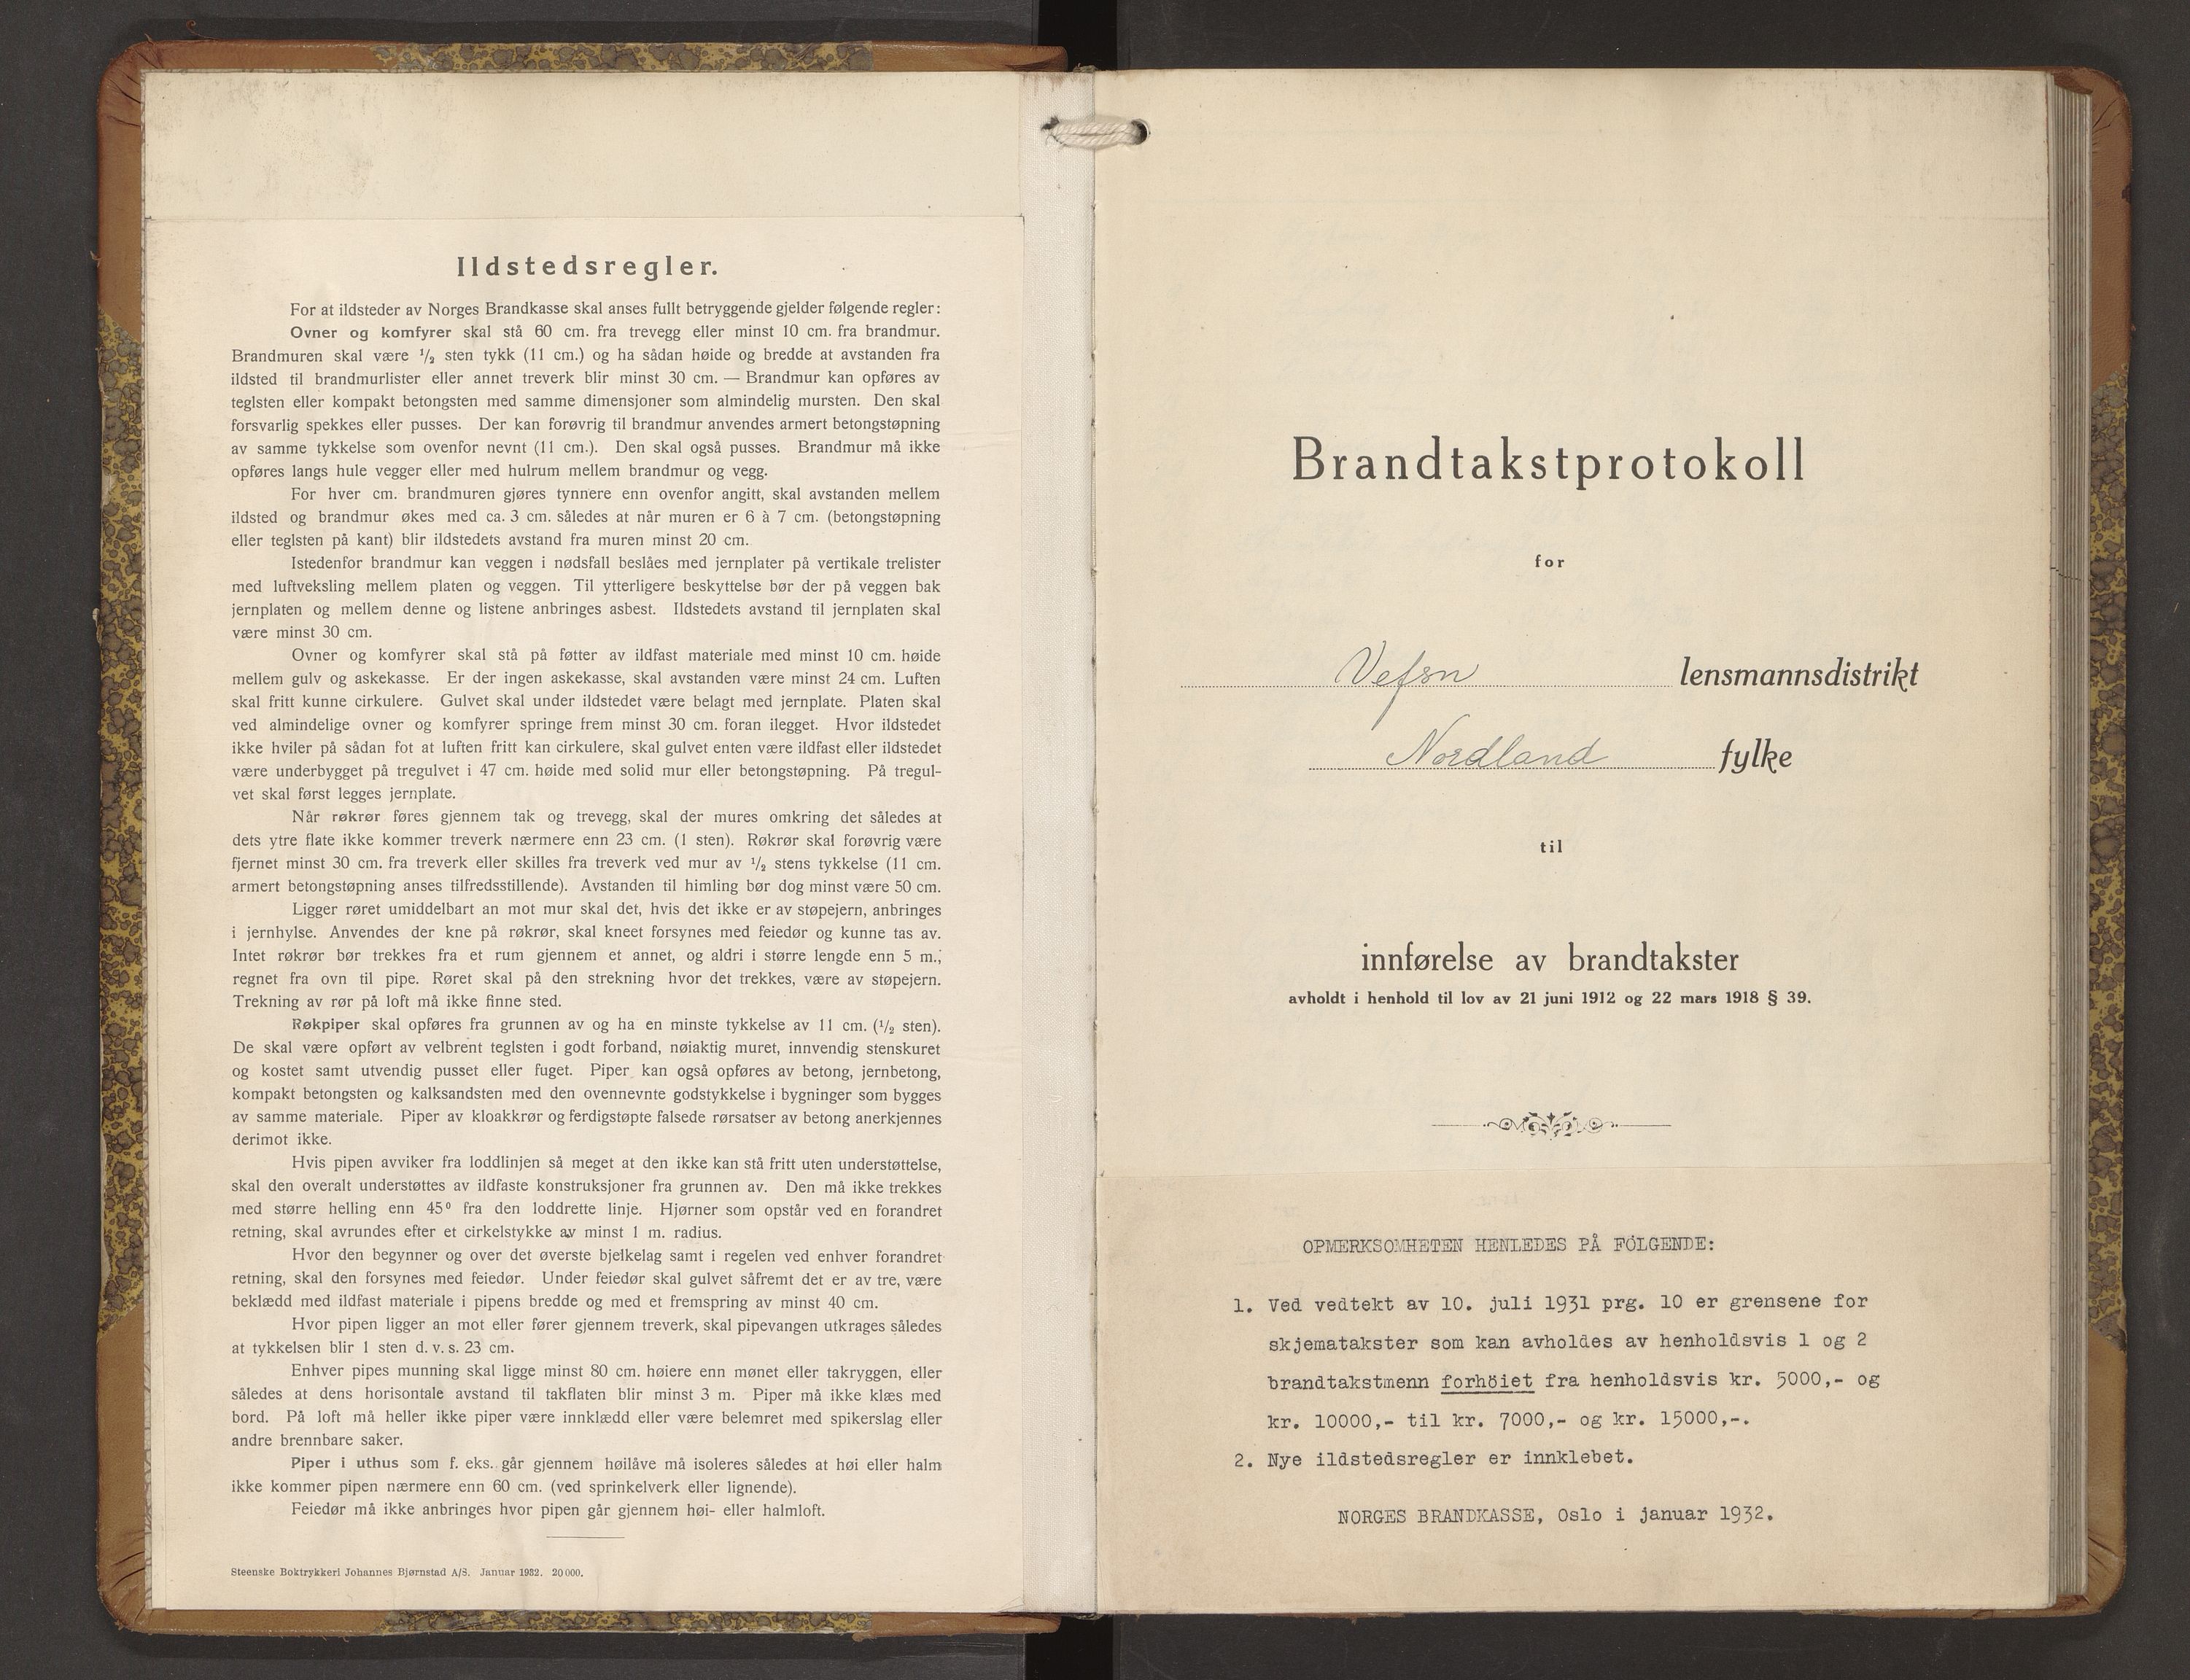 Ildstedsregler.
For at ildsteder av Norges Brandkasse skal anses fullt betryggende gjelder følgende regler:
Ovner og komfyrer skal stå 60 cm. fra trevegg eller minst 10 cm. fra brandmur.
Brandmuren skal være ½ sten tykk (11 cm.) og ha sådan høide og bredde at avstanden fra
ildsted til brandmurlister eller annet treverk blir minst 30 cm. — Brandmur kan opføres av
teglsten eller kompakt betongsten med samme dimensjoner som almindelig mursten. Den skal
forsvarlig spekkes eller pusses. Der kan forøvrig til brandmur anvendes armert betongstøpning
av samme tykkelse som ovenfor nevnt (11 cm.). Den skal også pusses. Brandmur må ikke
opføres langs hule vegger eller med hulrum mellem brandmur og vegg.
For hver cm. brandmuren gjøres tynnere enn ovenfor angitt, skal avstanden mellem
ildsted og brandmur økes med ca. 3 cm. således at når muren er 6 à 7 cm. (betongstøpning
eller teglsten på kant) blir ildstedets avstand fra muren minst 20 cm.
Istedenfor brandmur kan veggen i nødsfall beslåes med jernplater på vertikale trelister
med luftveksling mellem platen og veggen. Til ytterligere beskyttelse bør der på veggen bak
jernplaten og mellem denne og listene anbringes asbest. Ildstedets avstand til jernplaten skal
være minst 30 cm.
Ovner og komfyrer skal stå på føtter av ildfast materiale med minst 10 cm. høide
mellem gulv og askekasse. Er der ingen askekasse, skal avstanden være minst 24 cm. Luften
skal fritt kunne cirkulere. Gulvet skal under ildstedet være belagt med jernplate. Platen skal
ved almindelige ovner og komfyrer springe frem minst 30 cm. foran ilegget. Hvor ildstedet
ikke hviler på sådan fot at luften fritt kan cirkulere, skal gulvet enten være ildfast eller ildstedet
være underbygget på tregulvet i 47 cm. høide med solid mur eller betongstøpning. På tregul-
vet skal først legges jernplate.
Når røkrør føres gjennem tak og trevegg, skal der mures omkring det således at
dets ytre flate ikke kommer treverk nærmere enn 23 cm. (1 sten). Røkrør skal forøvrig være
fjernet minst 30 cm. fra treverk eller skilles fra treverk ved mur av ½ stens tykkelse (11 cm.
armert betongstøpning anses tilfredsstillende). Avstanden til himling bør dog minst være 50 cm.
Ligger røret umiddelbart an mot mur skal det, hvis det ikke er av støpejern, anbringes
i jernhylse. Anvendes der kne på røkrør, skal kneet forsynes med feiedør og kunne tas av.
Intet røkrør bør trekkes fra et rum gjennem et annet, og aldri i større lengde enn 5 m.;
regnet fra ovn til pipe. Røret skal på den strekning hvor det trekkes, være av støpejern.
Trekning av rør på loft må ikke finne sted.
Røkpiper skal opføres fra grunnen av og ha en minste tykkelse av 11 cm. (½ sten).
De skal være opført av velbrent teglsten i godt forband, nøiaktig muret, innvendig stenskuret
og kostet samt utvendig pusset eller fuget. Piper kan også opføres av betong, jernbetong,
kompakt betongsten og kalksandsten med den ovennevnte godstykkelse i bygninger som bygges
av samme materiale. Piper av kloakkrør og ferdigstøpte falsede rørsatser av betong anerkjennes
derimot ikke.
Hvis pipen avviker fra loddlinjen så meget at den ikke kan stå fritt uten understøttelse,
skal den overalt understøttes av ildfaste konstruksjoner fra grunnen av. Den må ikke trekkes
med større helling enn 45° fra den loddrette linje. Hjørner som opstår ved en forandret
retning, skal avrundes efter et cirkelstykke av minst 1 m. radius.
Hvor den begynner og over det øverste bjelkelag samt i regelen ved enhver forandret
retning, skal den forsynes med feiedør. Under feiedør skal gulvet såfremt det er av tre, være
beklædd med ildfast materiale i pipens bredde og med et fremspring av minst 40 cm.
Hvor pipen ligger an mot eller fører gjennem treverk, skal pipevangen utkrages således
at tykkelsen blir 1 sten d. v. s. 23 cm.
Enhver pipes munning skal ligge minst 80 cm. høiere enn mønet eller takryggen, eller
således at dens horisontale avstand til takflaten blir minst 3 m. Piper må ikke klæs med
bord. På loft må heller ikke piper være innklædd eller være belemret med spikerslag eller
andre brennbare saker.
Piper i uthus som f. eks. går gjennem høilåve må isoleres således at høi eller halm
ikke kommer pipen nærmere enn 60 cm. (ved sprinkelverk eller lignende).
Feiedør må ikke anbringes hvor pipen går gjennem høi- eller halmloft.
Steenske Boktrykkeri Johannes Bjørnstad A/S. Januar 1932. 20 000.
Brandtakstprotokoll
for
Vefsn lensmannsdistrikt
Nordland fylke
til
innførelse av brandtakster
avholdt i henhold til lov av 21 juni 1912 og 22 mars 1918 § 39.
OPMERKSOMHETEN HENLEDES PÅ FÖLGENDE:
1. Ved vedtekt av 10. juli 1931 prg. 10 er grensene for
skjematakster som kan avholdes av henholdsvis 1 og 2
brandtakstmenn forhöiet fra henholdsvis kr. 5000,- og
kr. 10000,- til kr. 7000,- og kr. 15000,-.
2. Nye ildstedsregler er innklebet.
NORGES BRANDKASSE, Oslo i januar 1932.